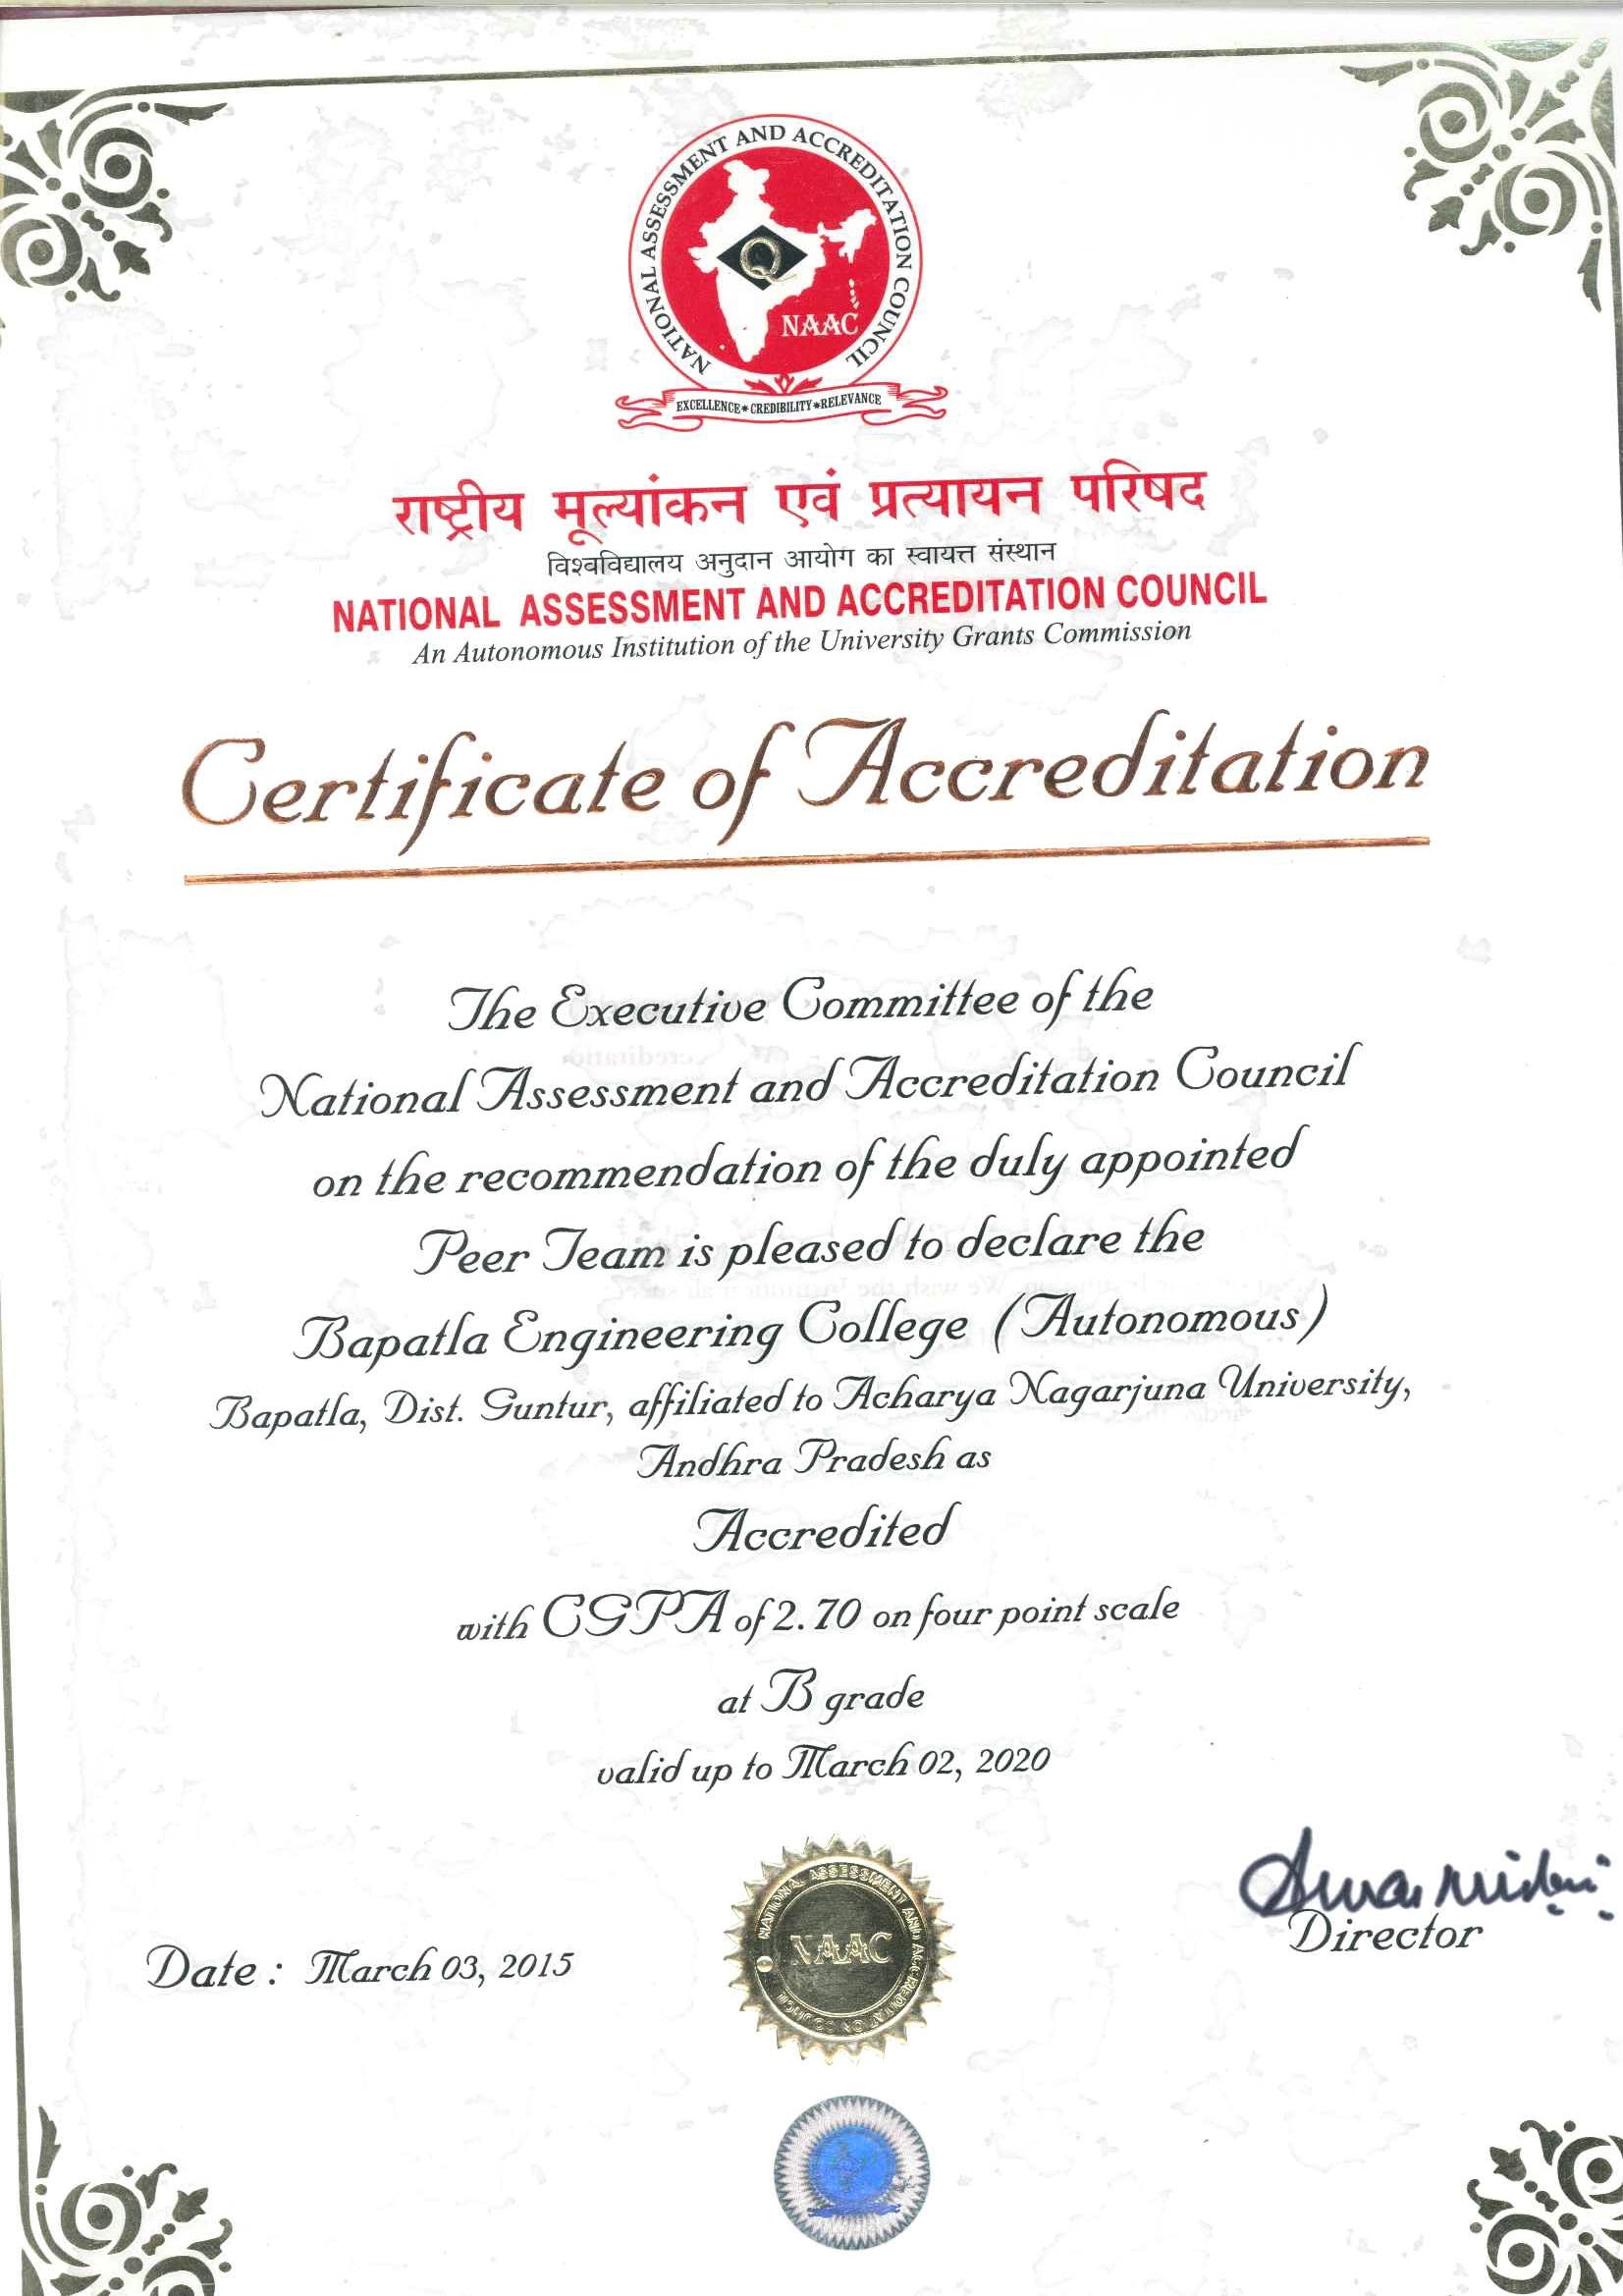 NATIONAL ASSESSMENT AND ACCREDITATION COUNCIL
Q
NAAC
EXCELLENCE * CREDIBILITY * RELEVANCE
राष्ट्रीय मूल्यांकन एवं प्रत्यायन परिषद
विश्वविद्यालय अनुदान आयोग का स्वायत्त संस्थान
NATIONAL ASSESSMENT AND ACCREDITATION COUNCIL
An Autonomous Institution of the University Grants Commission
Certificate of Accreditation
The Executive Committee of the
National Assessment and Accreditation Council
on the recommendation of the duly appointed
Peer Team is pleased to declare the
Bapatla Engineering College (Autonomous)
Bapatla, Dist. Guntur, affiliated to Acharya Nagarjuna University,
Andhra Pradesh as
Accredited
with CGPA of 2.70 on four point scale
at B grade
valid up to March 02, 2020
Director
Date : March 03, 2015
NATIONAL ASSESSMENT AND ACCREDITATION COUNCIL
NAAC